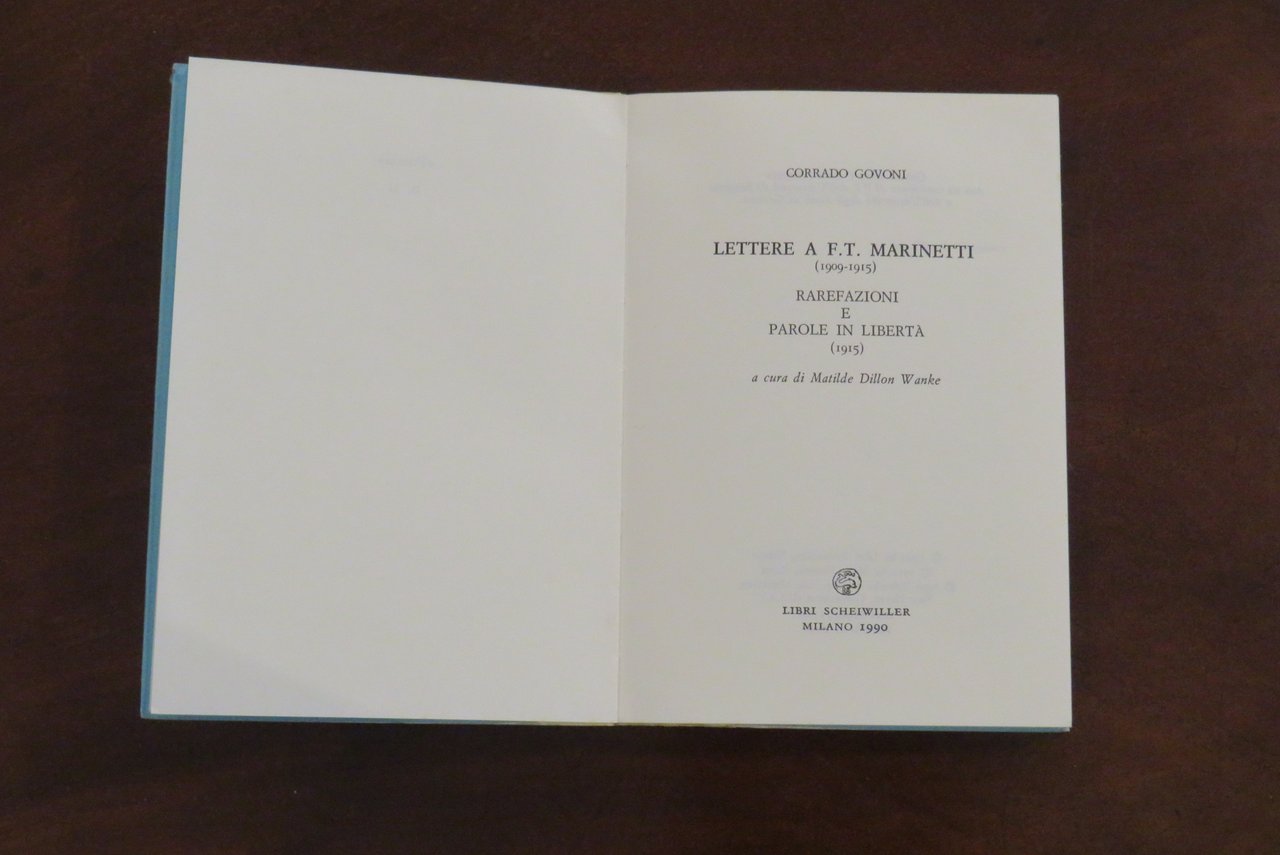 CORRADO GOVONI
LETTERE A F.T. MARINETTI
(1909-1915)
RAREFAZIONI
E
PAROLE IN LIBERTÀ
(1915)
a cura di Matilde Dillon Wanke
LIBRI SCHEIWILLER
MILANO 1990